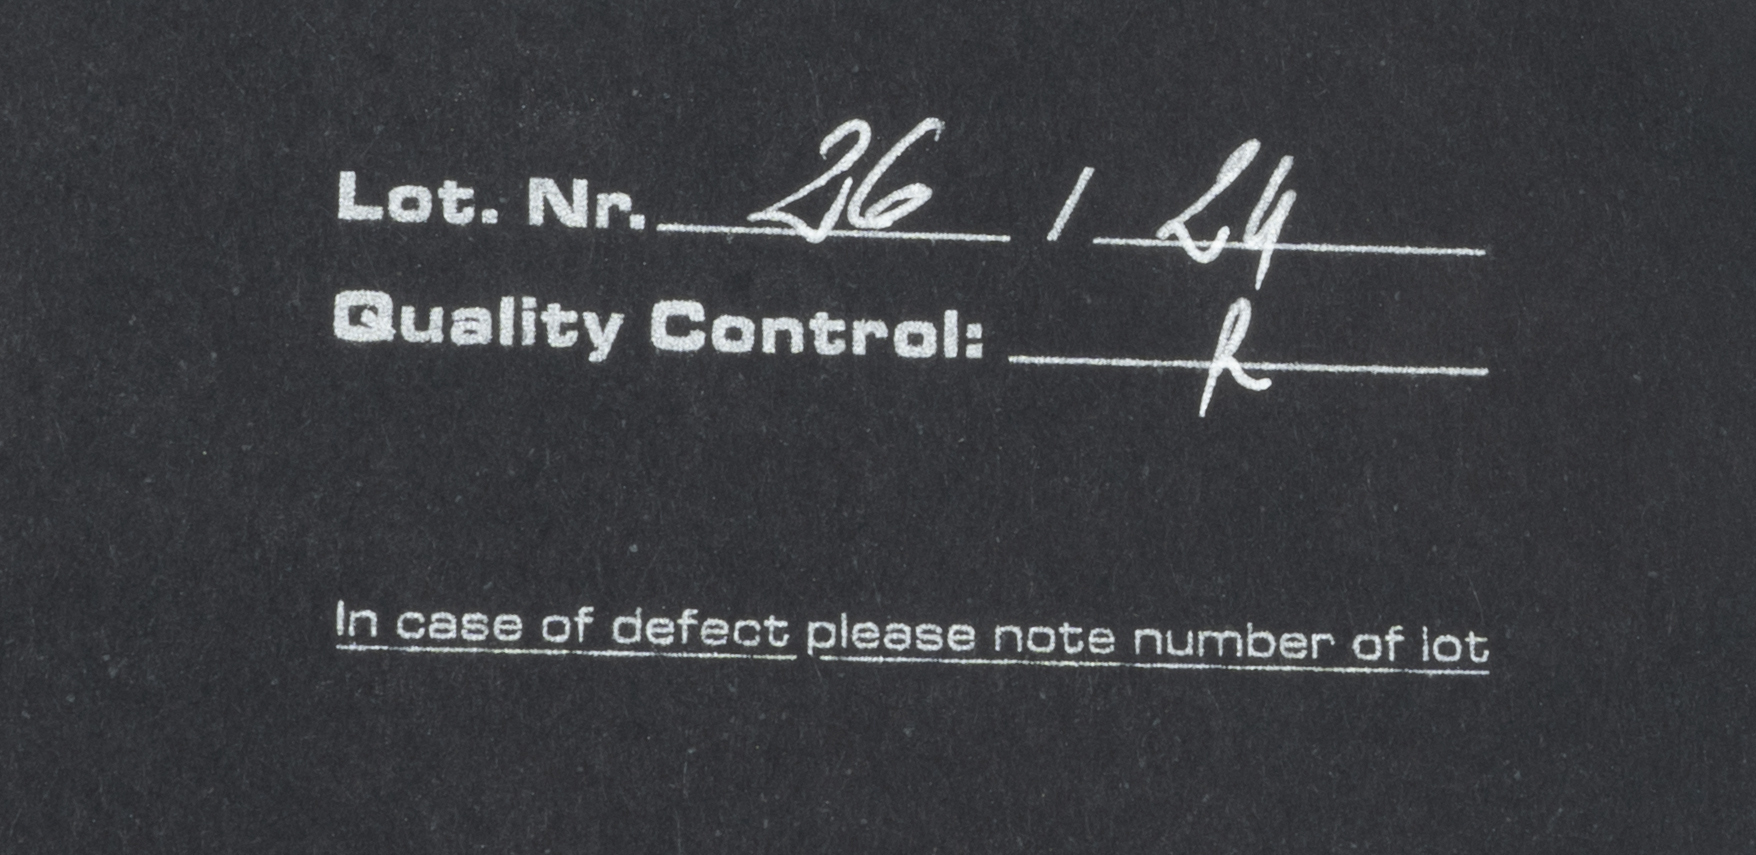 Lot. Nr. 26 / 24
Quality Control: R
In case of defect please note number of lot